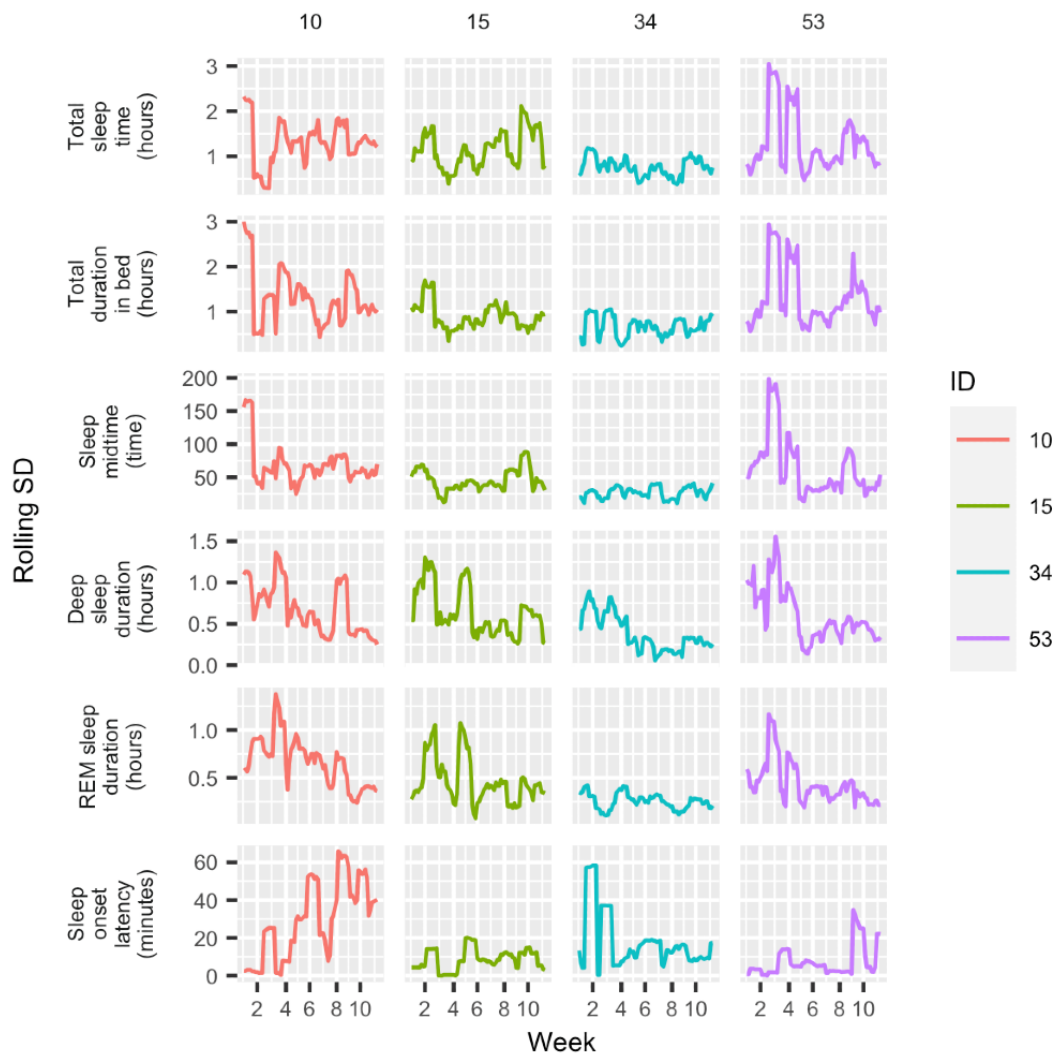 10 15 34 53
Total
sleep
time
(hours)
3
2
1
Total
duration
in bed
(hours)
3
2
1
Sleep
midtime
(time)
200
150
100
50
Deep
sleep
duration
(hours)
1.5
1.0
0.5
0.0
REM sleep
duration
(hours)
1.0
0.5
Sleep
onset
latency
(minutes)
60
40
20
0
Rolling SD
2 4 6 8 10 2 4 6 8 10 2 4 6 8 10 2 4 6 8 10
Week
ID
10
15
34
53